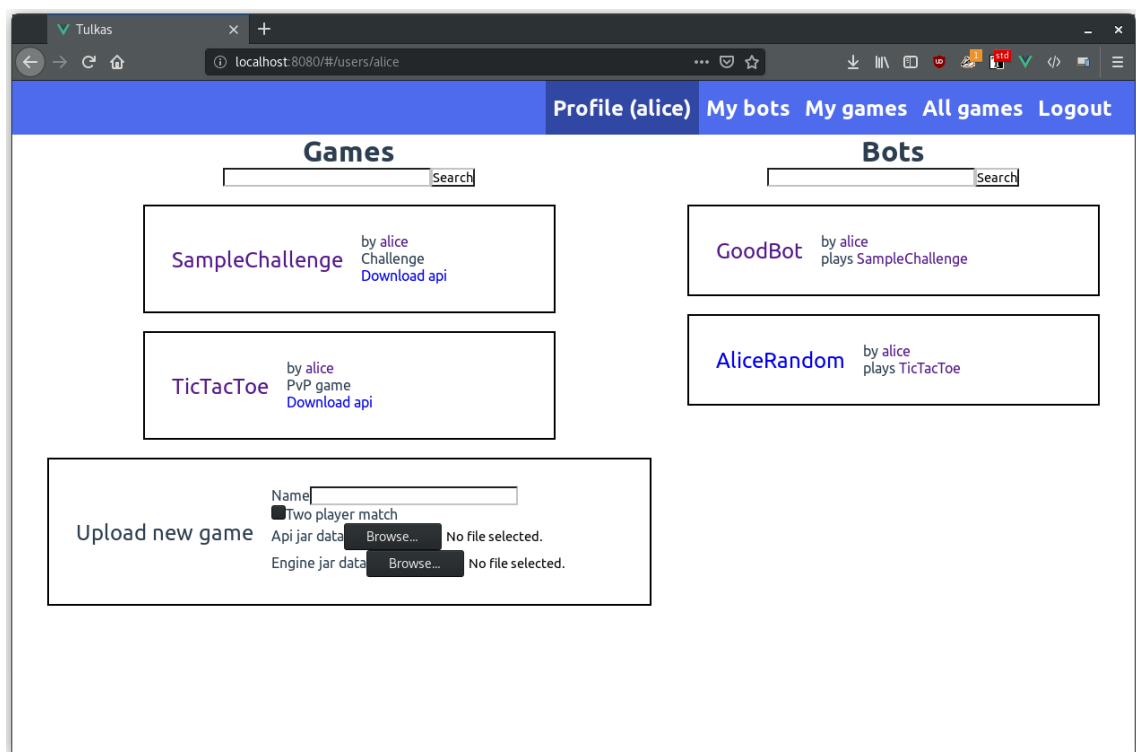 Tulkas
localhost:8080/#/users/alice
1
std
Profile (alice) My bots My games All games Logout
Games
Search
SampleChallenge
by alice
Challenge
Download api
TicTacToe
by alice
PvP game
Download api
Upload new game
Name
Two player match
Api jar data Browse... No file selected.
Engine jar data Browse... No file selected.
Bots
Search
GoodBot
by alice
plays SampleChallenge
AliceRandom
by alice
plays TicTacToe